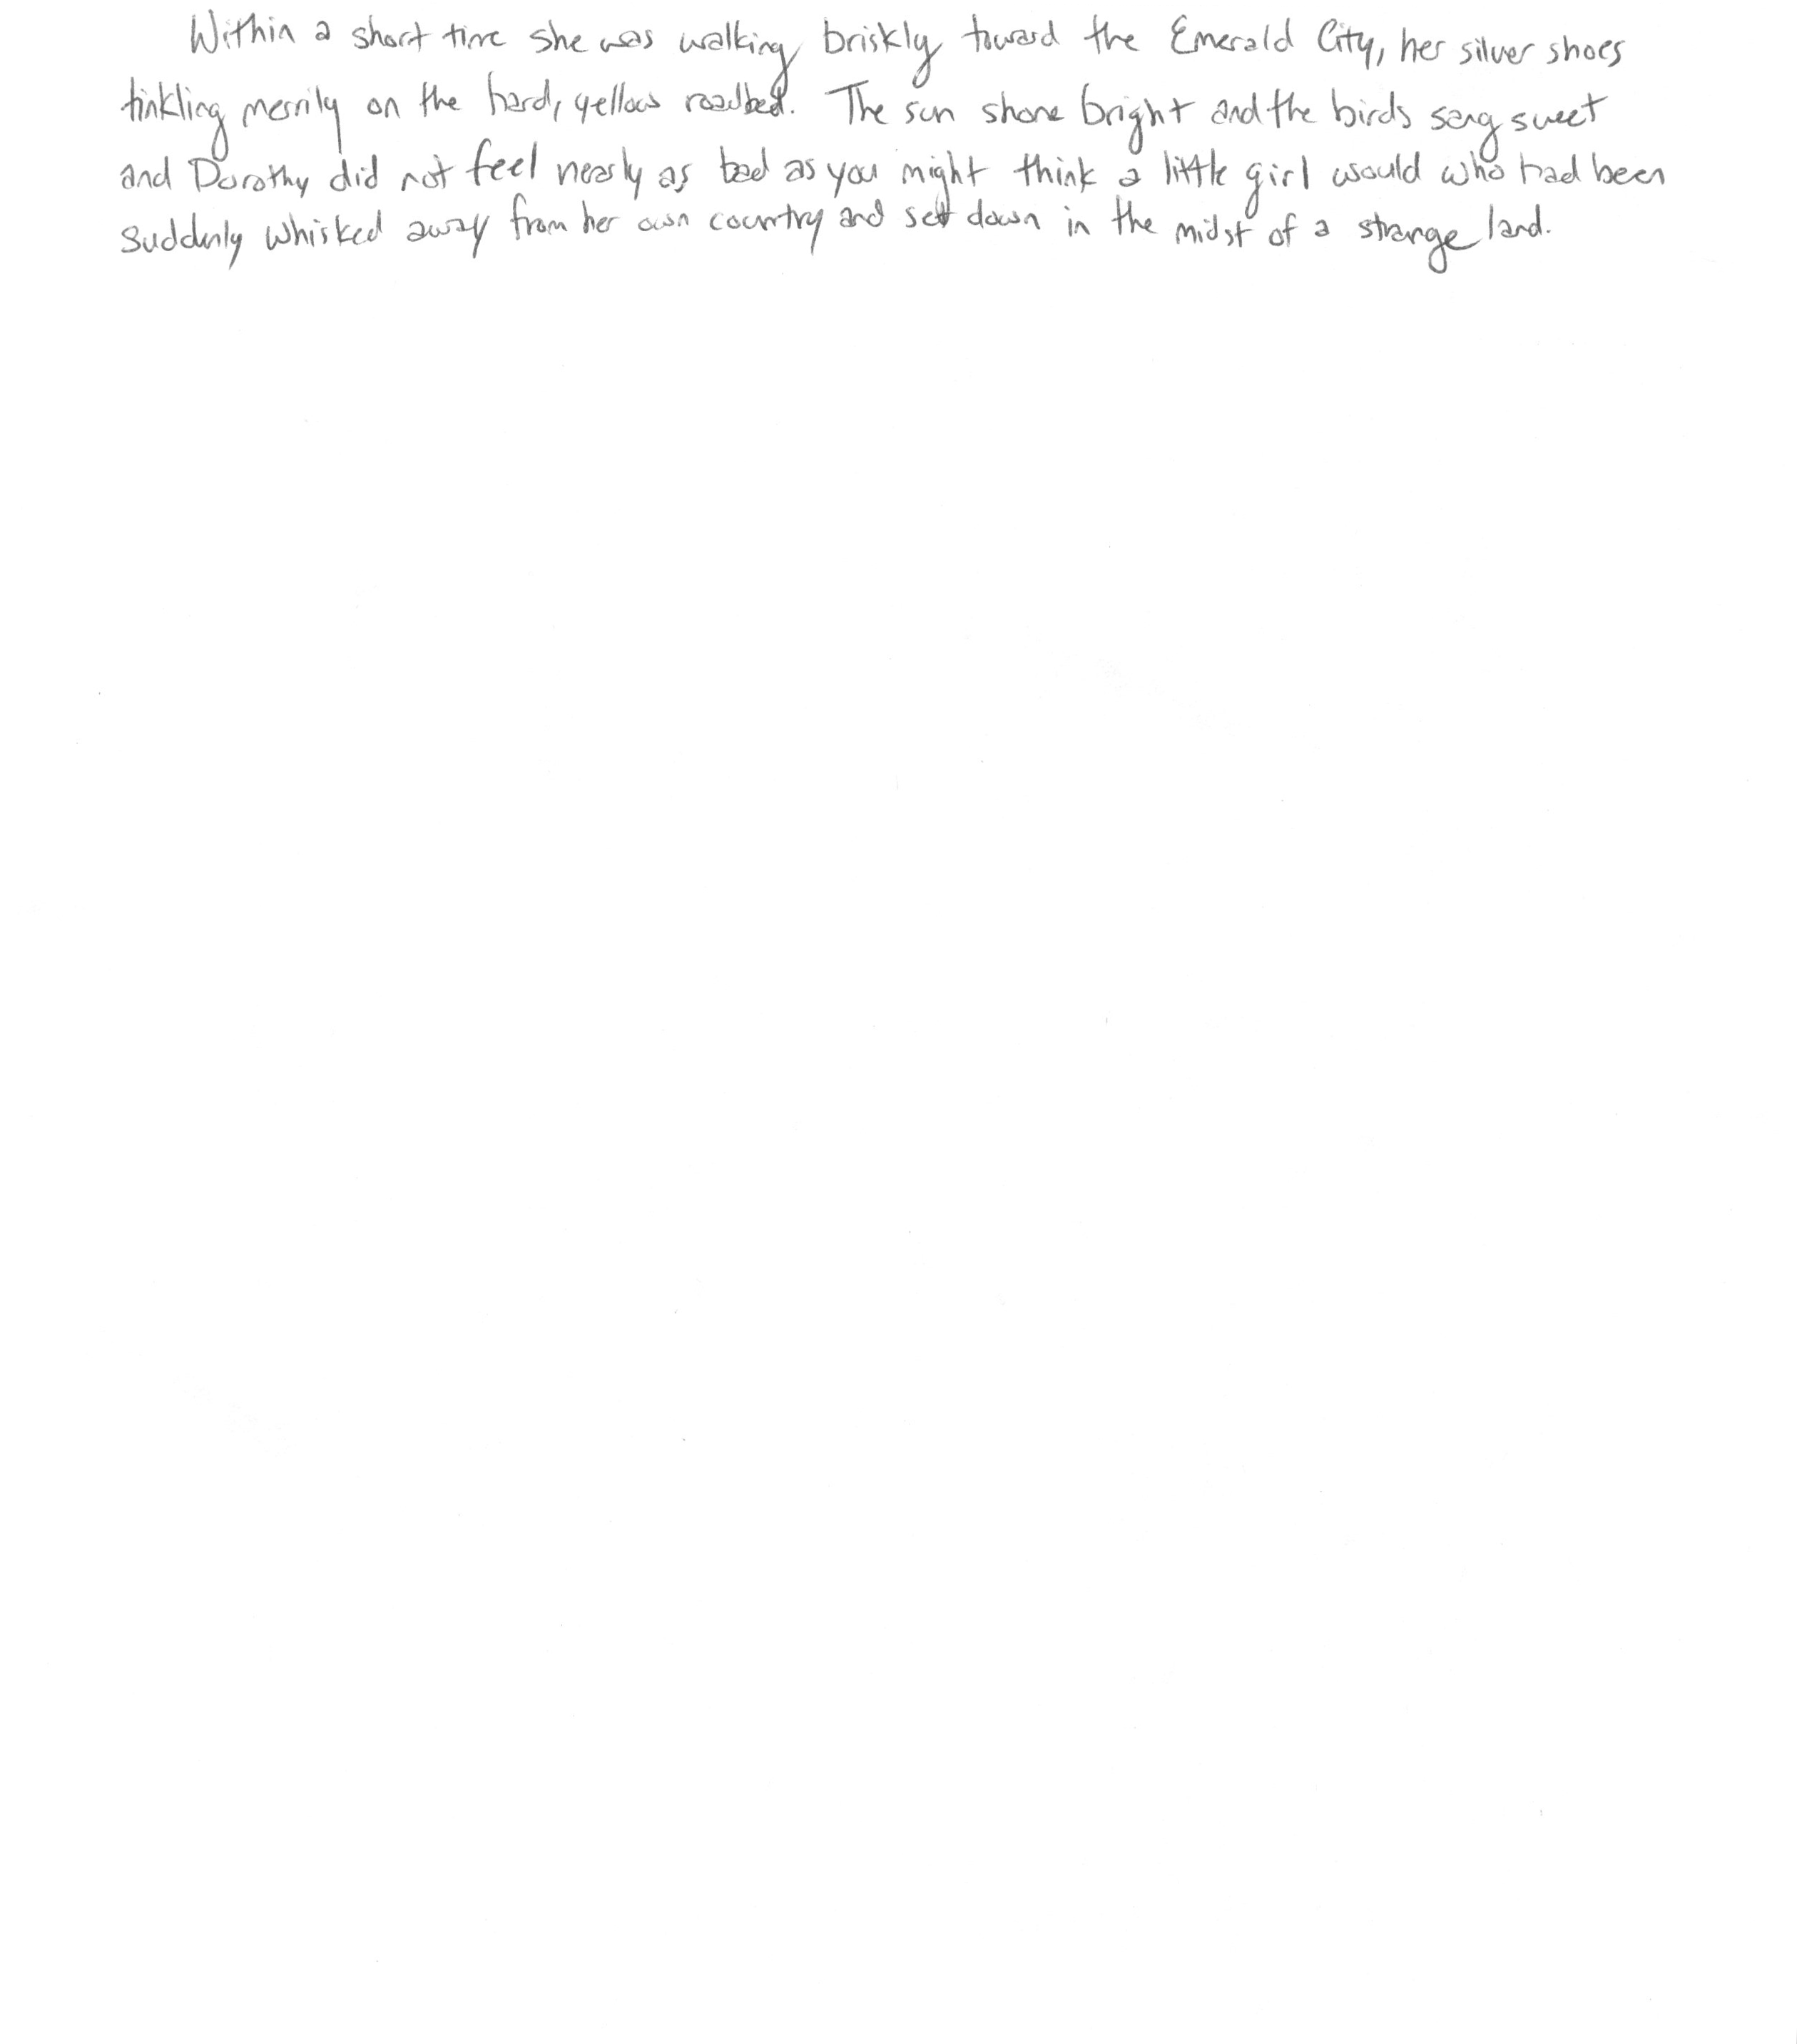 Within a short time she was walking briskly toward the Emerald City, her silver shoes
tinkling merrily on the hard, yellow roadbed. The sun shone bright and the birds sang sweet
and Dorothy did not feel nearly as bad as you might think a little girl would who had been
suddenly whisked away from her own country and set down in the midst of a strange land.